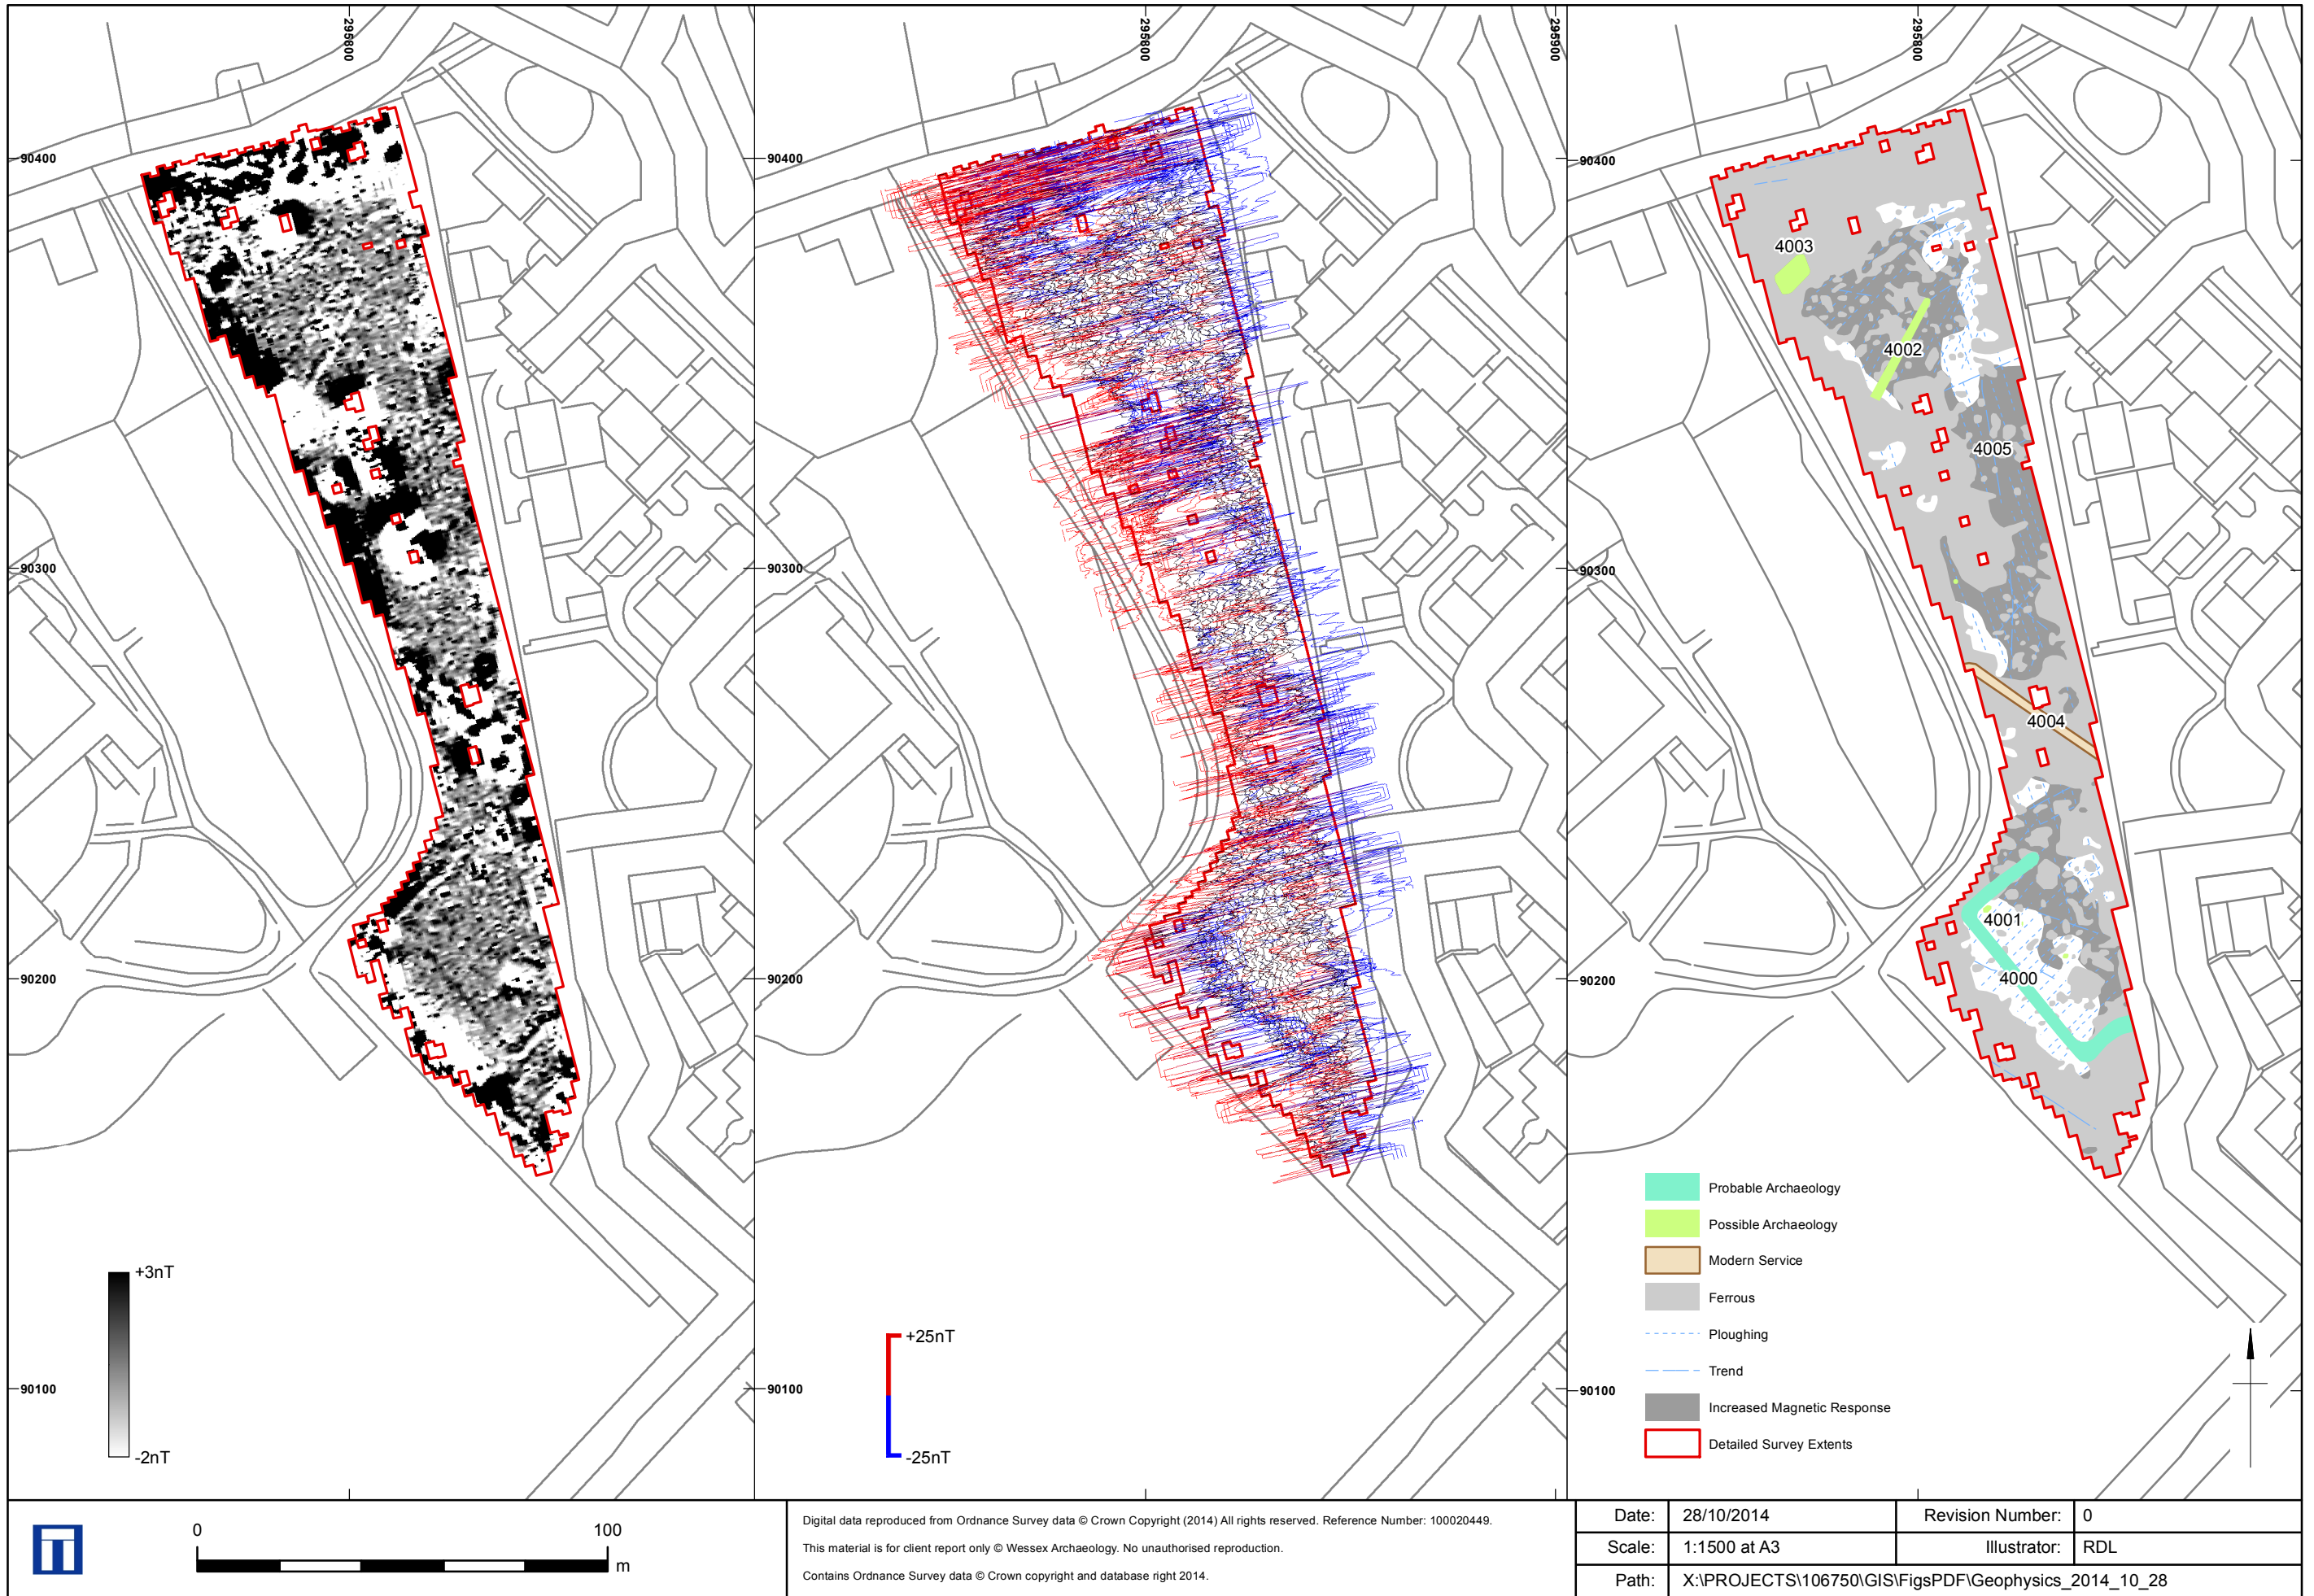 295800
295800
295900
295800
90400
90400
90400
4003
4002
4005
90300
90300
90300
4004
4001
4000
90200
90200
90200
Probable Archaeology
Possible Archaeology
Modern Service
Ferrous
Ploughing
Trend
Increased Magnetic Response
Detailed Survey Extents
+3nT
-2nT
+25nT
-25nT
90100
90100
90100
0 100
m
Digital data reproduced from Ordnance Survey data © Crown Copyright (2014) All rights reserved. Reference Number: 100020449.
This material is for client report only © Wessex Archaeology. No unauthorised reproduction.
Contains Ordnance Survey data © Crown copyright and database right 2014.
Date: 28/10/2014 Revision Number: 0
Scale: 1:1500 at A3 Illustrator: RDL
Path: X:\PROJECTS\106750\GIS\FigsPDF\Geophysics_2014_10_28